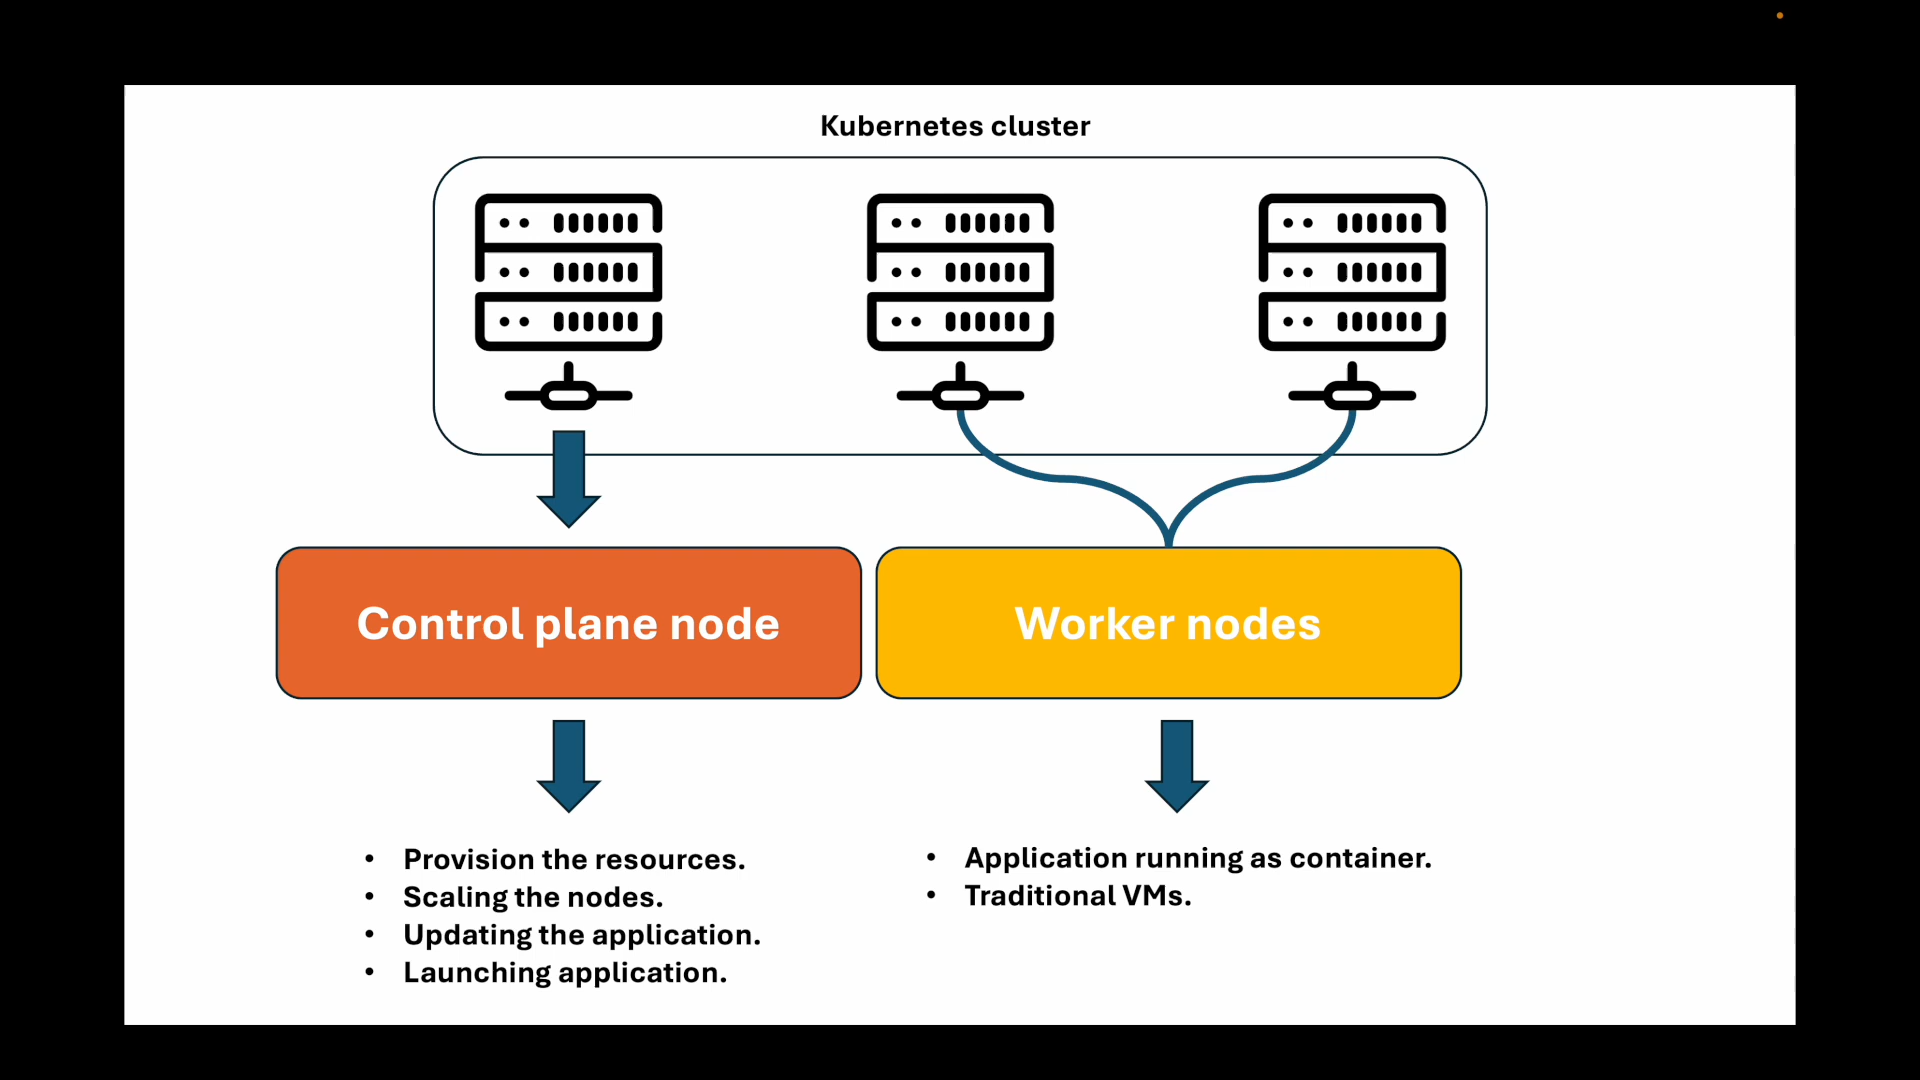 Kubernetes cluster
Control plane node
Worker nodes
• Provision the resources.
• Scaling the nodes.
• Updating the application.
• Launching application.
• Application running as container.
• Traditional VMs.